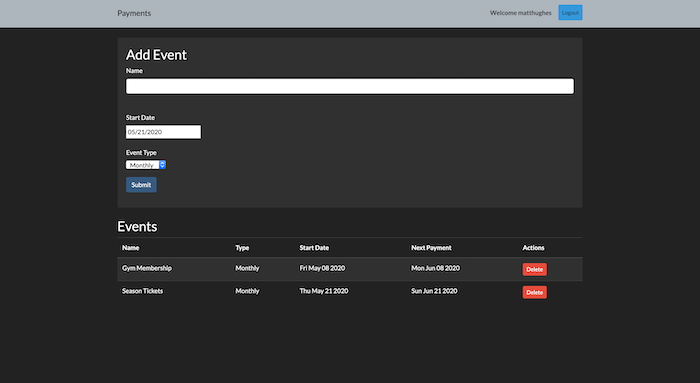 Payments Welcome matthughes Logout
Add Event
Name
Start Date
05/21/2020
Event Type
Monthly
Submit
Events
Name Type Start Date Next Payment Actions
Gym Membership Monthly Fri May 08 2020 Mon Jun 08 2020 Delete
Season Tickets Monthly Thu May 21 2020 Sun Jun 21 2020 Delete